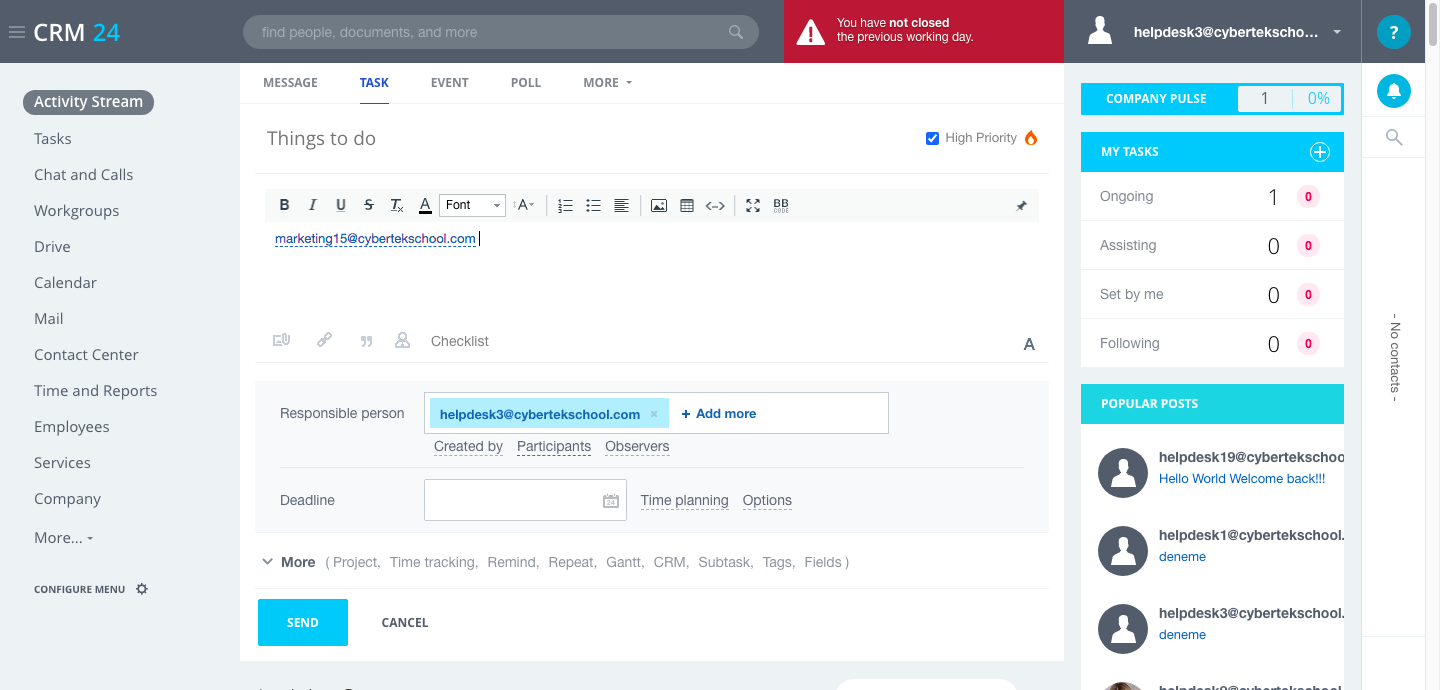 CRM 24
find people, documents, and more
You have not closed
the previous working day.
helpdesk3@cybertekscho...
?
Activity Stream
Tasks
Chat and Calls
Workgroups
Drive
Calendar
Mail
Contact Center
Time and Reports
Employees
Services
Company
More...
CONFIGURE MENU
MESSAGE TASK EVENT POLL MORE
Things to do
High Priority
B I U S Tx A Font A BB CODE
marketing15@cybertekschool.com
Checklist
A
Responsible person helpdesk3@cybertekschool.com × + Add more
Created by Participants Observers
Deadline 24 Time planning Options
More ( Project, Time tracking, Remind, Repeat, Gantt, CRM, Subtask, Tags, Fields )
SEND CANCEL
COMPANY PULSE 1 0%
MY TASKS
Ongoing 1 0
Assisting 0 0
Set by me 0 0
Following 0 0
POPULAR POSTS
helpdesk19@cybertekschoo
Hello World Welcome back!!!
helpdesk1@cybertekschool.
deneme
helpdesk3@cybertekschool.
deneme
- No contacts -